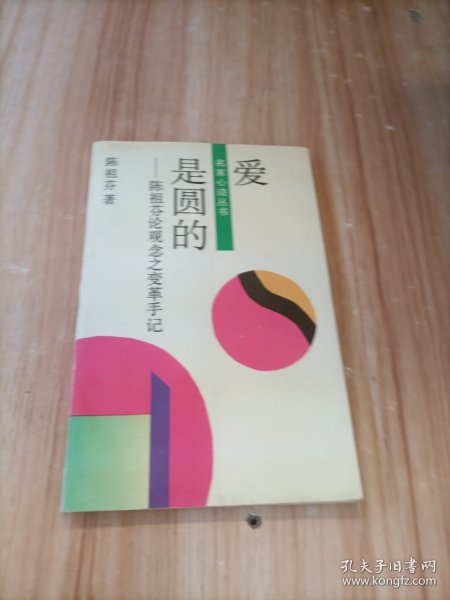 爱
名家心迹丛书
是圆的
——陈祖芬论观念之变革手记
陈祖芬著
孔夫子旧书网
www.kongfz.com